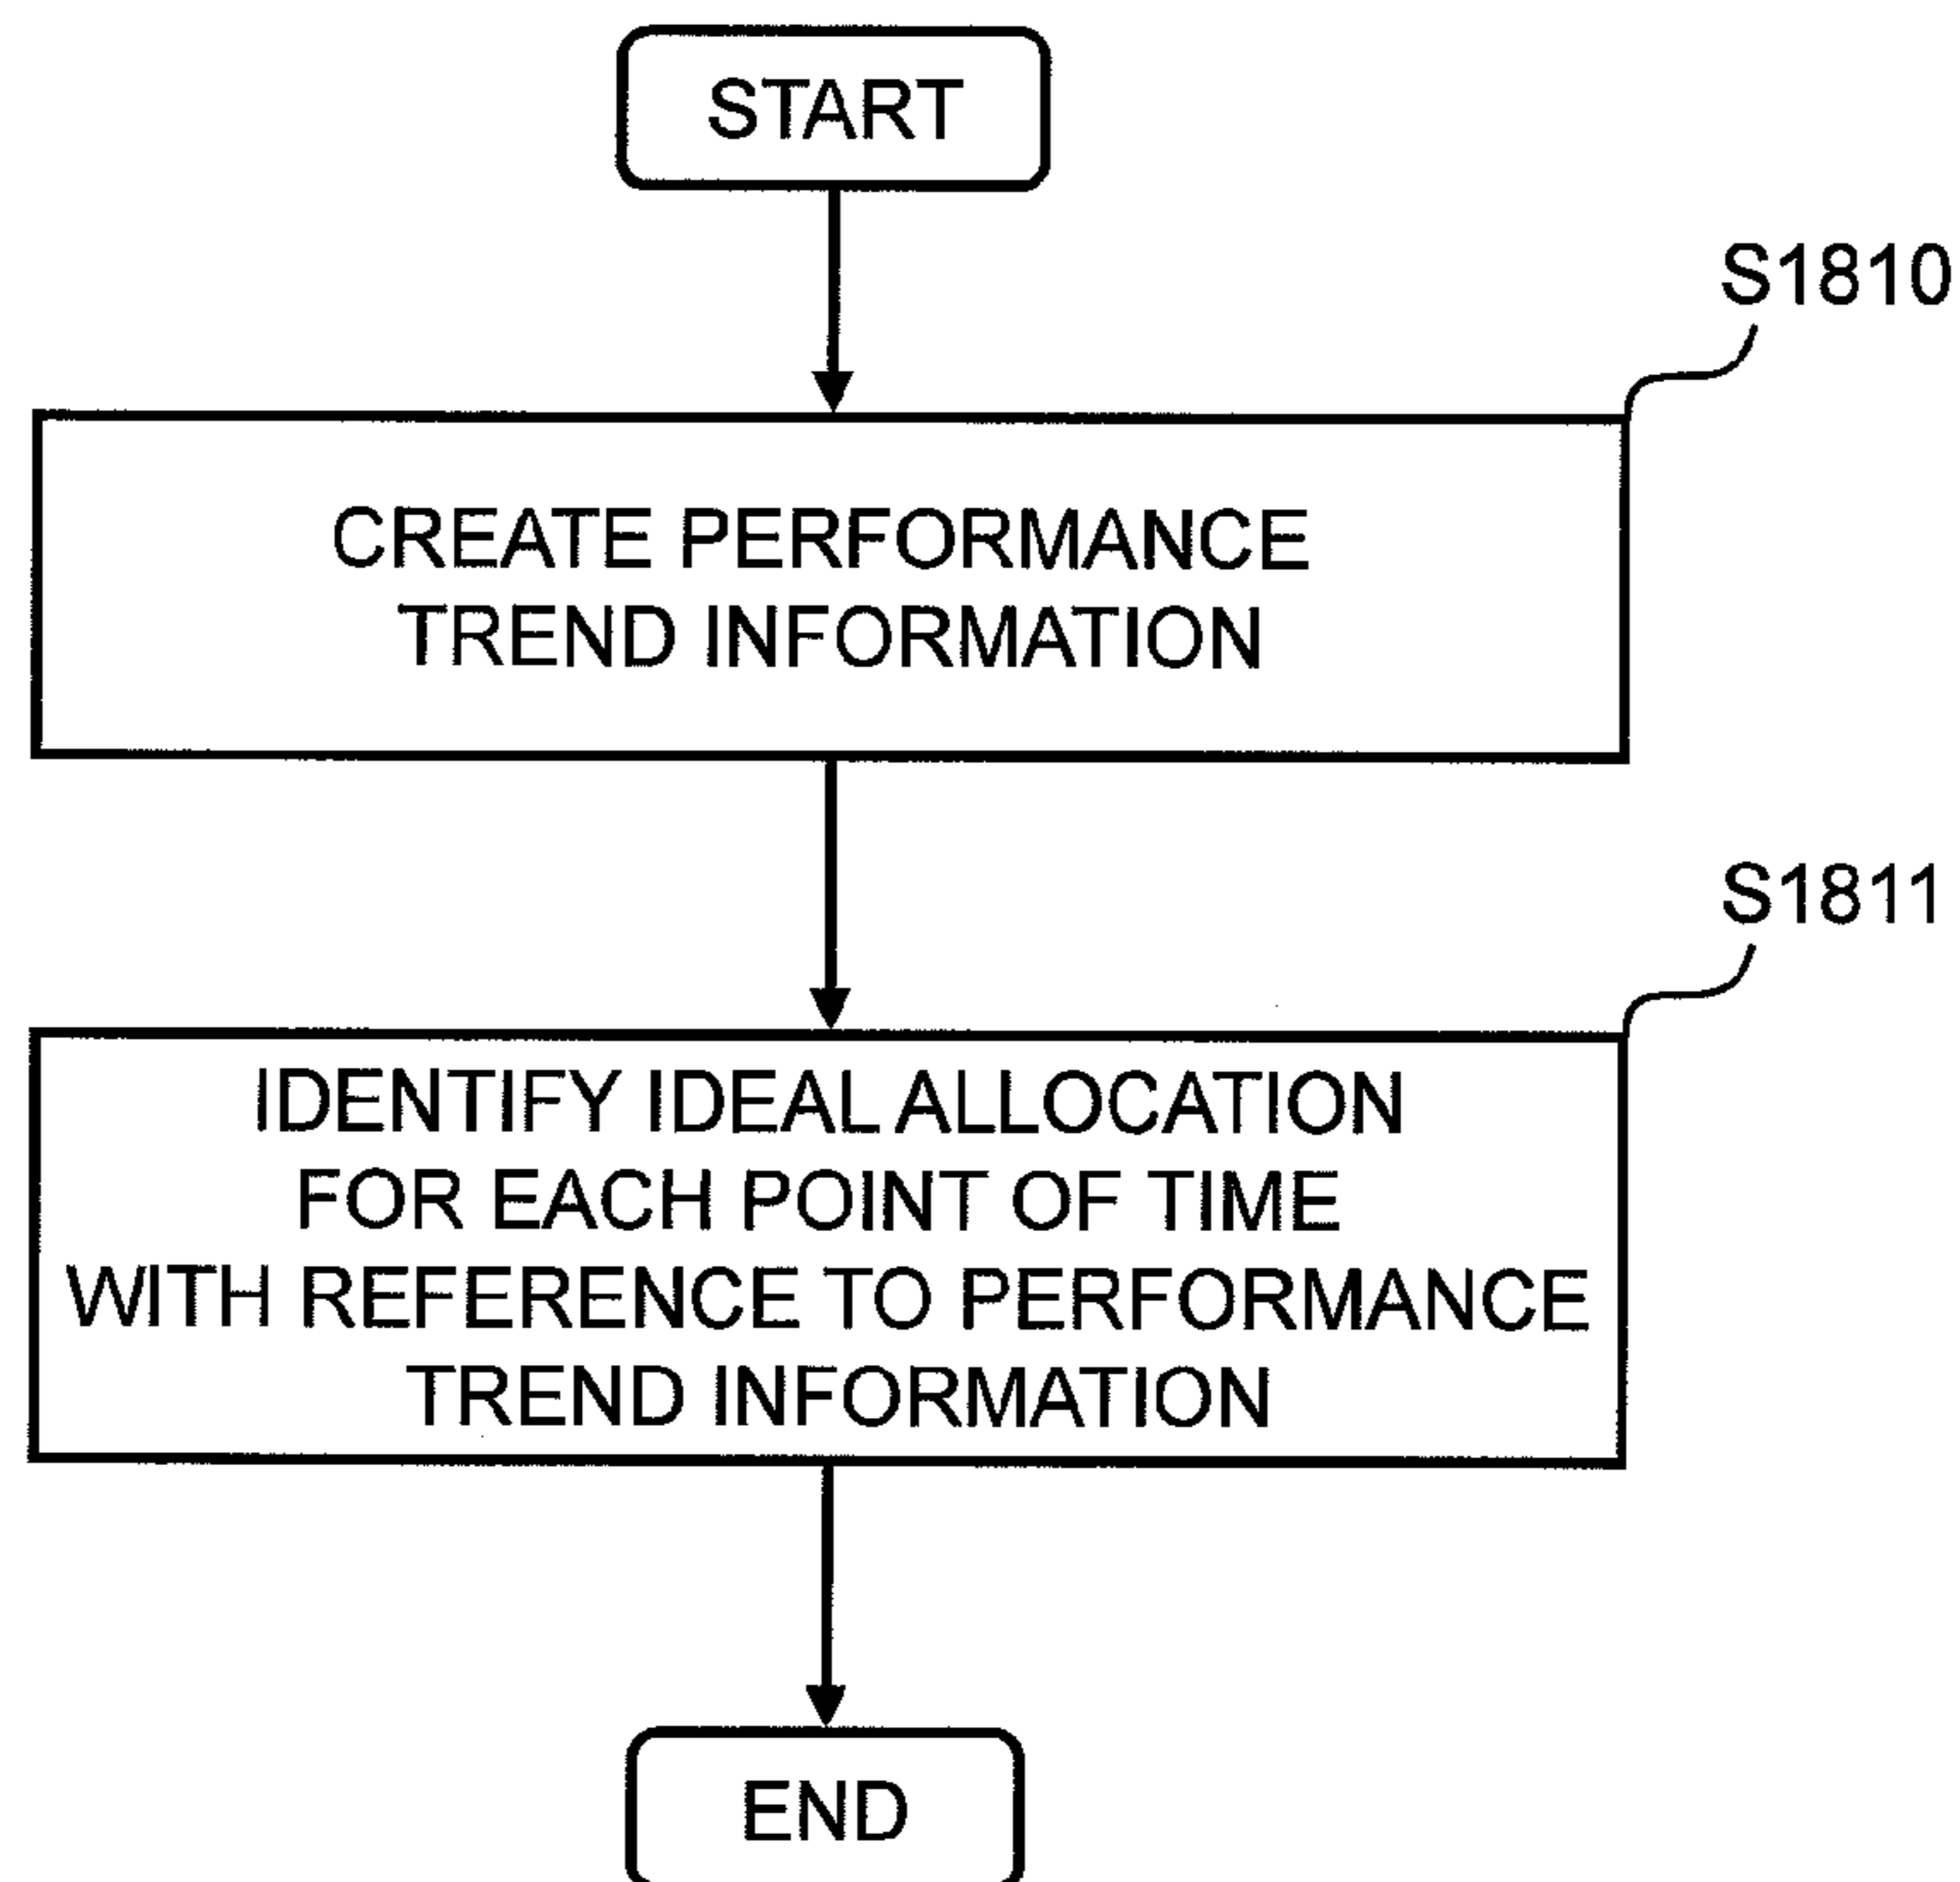 START
S1810
CREATE PERFORMANCE
TREND INFORMATION
S1811
IDENTIFY IDEAL ALLOCATION
FOR EACH POINT OF TIME
WITH REFERENCE TO PERFORMANCE
TREND INFORMATION
END